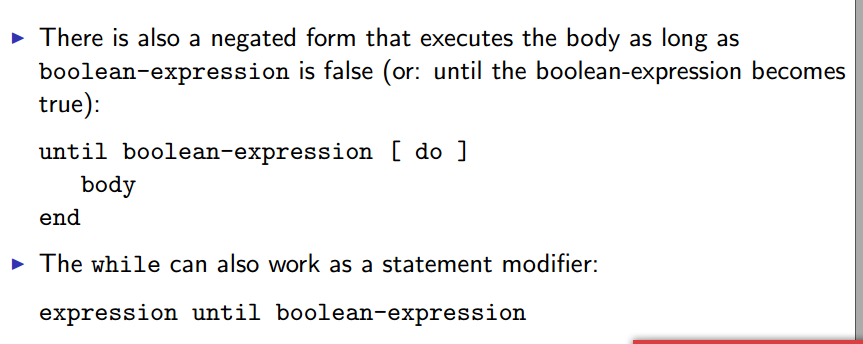 ▶ There is also a negated form that executes the body as long as
boolean-expression is false (or: until the boolean-expression becomes
true):
until boolean-expression [ do ]
body
end
▶ The while can also work as a statement modifier:
expression until boolean-expression